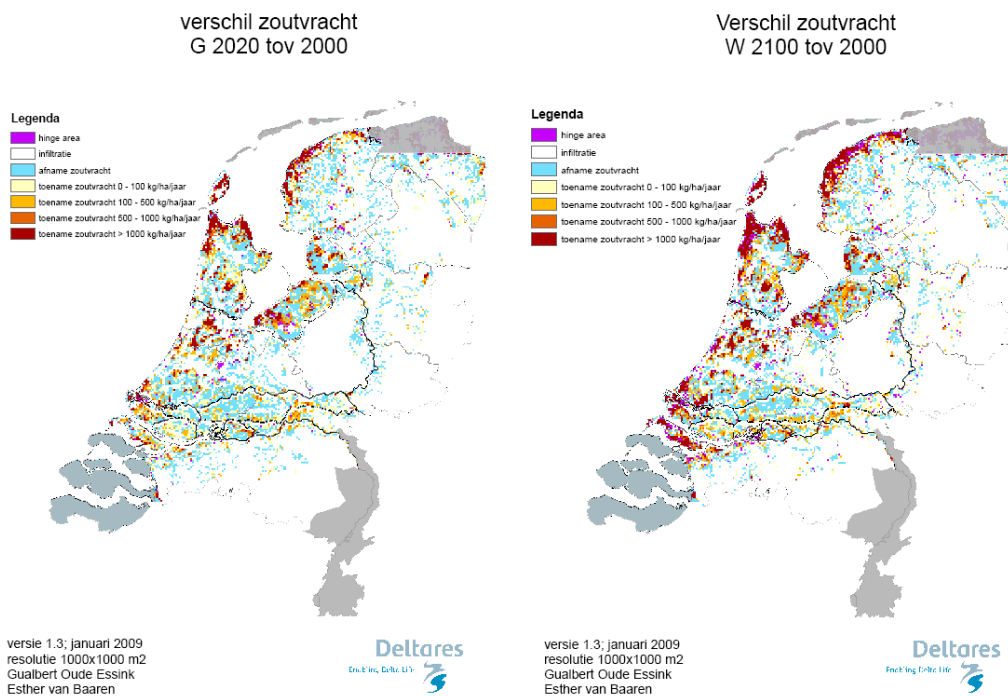 verschil zoutvracht
G 2020 tov 2000
Legenda
hinge area
infiltratie
afname zoutvracht
toename zoutvracht 0 - 100 kg/ha/jaar
toename zoutvracht 100 - 500 kg/ha/jaar
toename zoutvracht 500 - 1000 kg/ha/jaar
toename zoutvracht > 1000 kg/ha/jaar
versie 1.3; januari 2009
resolutie 1000x1000 m2
Gualbert Oude Essink
Esther van Baaren
Deltares
Enabling Delta Life
Verschil zoutvracht
W 2100 tov 2000
Legenda
hinge area
infiltratie
afname zoutvracht
toename zoutvracht 0 - 100 kg/ha/jaar
toename zoutvracht 100 - 500 kg/ha/jaar
toename zoutvracht 500 - 1000 kg/ha/jaar
toename zoutvracht > 1000 kg/ha/jaar
versie 1.3; januari 2009
resolutie 1000x1000 m2
Gualbert Oude Essink
Esther van Baaren
Deltares
Enabling Delta Life